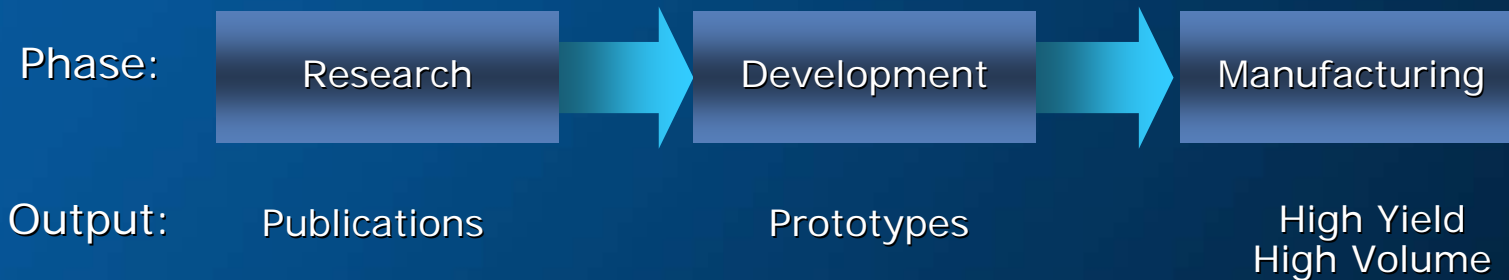 Phase: Research Development Manufacturing
Output: Publications Prototypes High Yield
High Volume